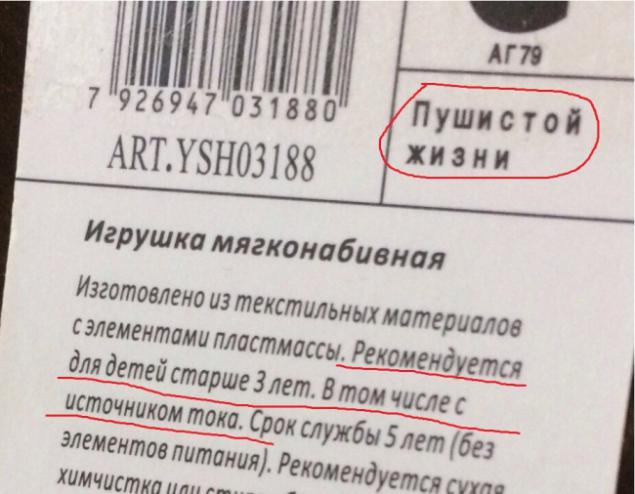 АГ79
7 926947 031880
ART.YSH03188
Пушистой
жизни
Игрушка мягконабивная
Изготовлено из текстильных материалов
с элементами пластмассы. Рекомендуется
для детей старше 3 лет. В том числе с
источником тока. Срок службы 5 лет (без
элементов питания). Рекомендуется сухая
химчистка или